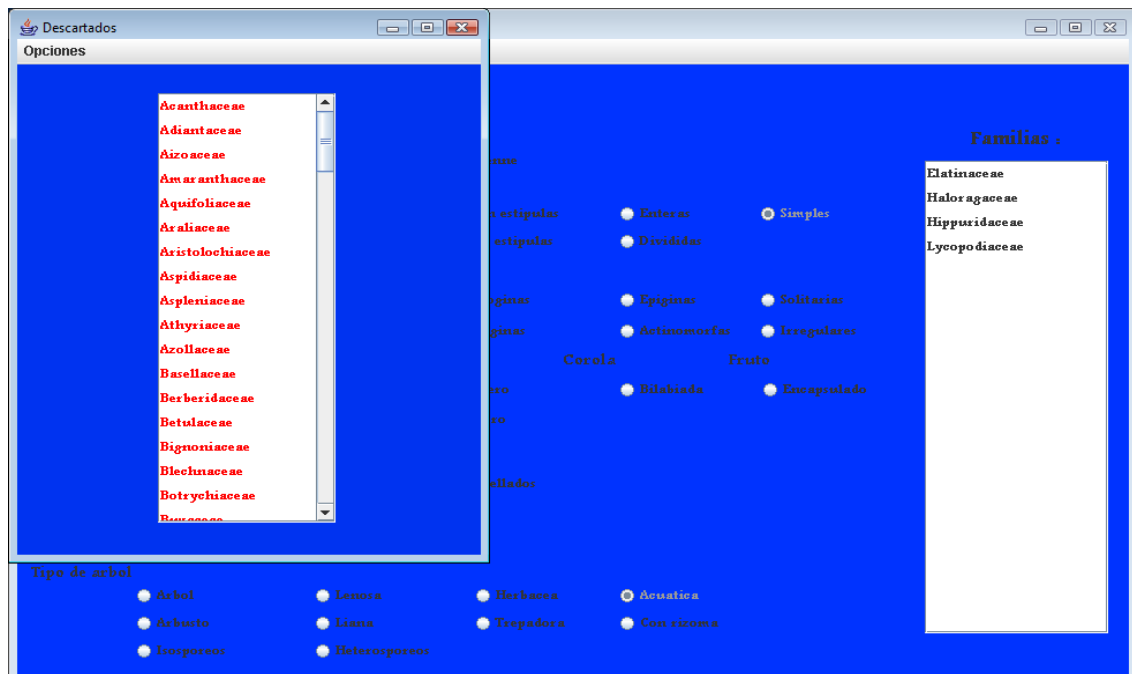 Descartados
Opciones
Acanthaceae
Adiantaceae
Aizoaceae
Amaranthaceae
Aquifoliaceae
Araliaceae
Aristolochiaceae
Aspidiaceae
Aspleniaceae
Athyriaceae
Azollaceae
Basellaceae
Berberidaceae
Betulaceae
Bignoniaceae
Blechnaceae
Botrychiaceae
Familias :
Elatinaceae
Haloragaceae
Hippuridaceae
Lycopodiaceae
estipulas Enteras Simples
estipulas Divididas
Epiginas Solitarias
Actinomorfas Irregulares
Corola Fruto
Bilabiada Encapsulado
Tipo de arbol
Arbol Lenosa Herbacea Acuatica
Arbusto Liana Trepadora Con rizoma
Isosporeos Heterosporeos